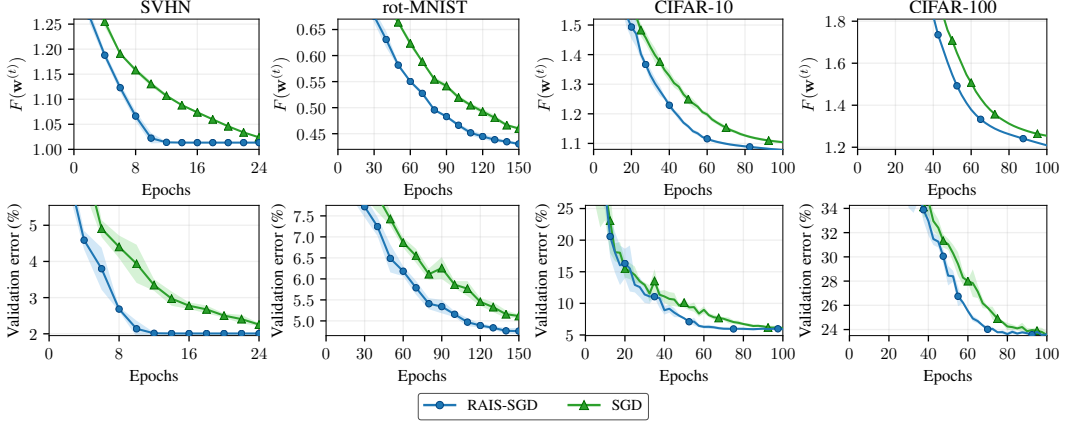 SVHN
rot-MNIST
CIFAR-10
CIFAR-100
F(w^(t))
1.25
1.20
1.15
1.10
1.05
1.00
0 8 16 24
Epochs
F(w^(t))
0.65
0.60
0.55
0.50
0.45
0 30 60 90 120 150
Epochs
F(w^(t))
1.5
1.4
1.3
1.2
1.1
0 20 40 60 80 100
Epochs
F(w^(t))
1.8
1.6
1.4
1.2
0 20 40 60 80 100
Epochs
Validation error (%)
5
4
3
2
0 8 16 24
Epochs
Validation error (%)
7.5
7.0
6.5
6.0
5.5
5.0
0 30 60 90 120 150
Epochs
Validation error (%)
25
20
15
10
5
0 20 40 60 80 100
Epochs
Validation error (%)
34
32
30
28
26
24
0 20 40 60 80 100
Epochs
RAIS-SGD SGD